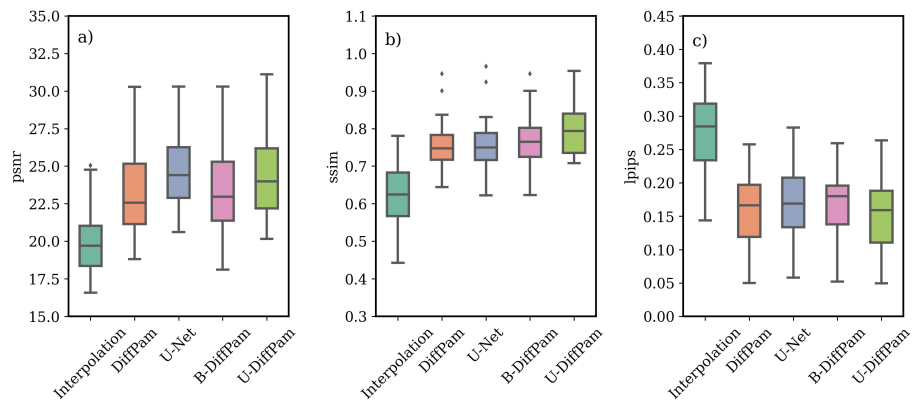 a)
psnr
35.0
32.5
30.0
27.5
25.0
22.5
20.0
17.5
15.0
Interpolation
DiffPam
U-Net
B-DiffPam
U-DiffPam
b)
ssim
1.1
1.0
0.9
0.8
0.7
0.6
0.5
0.4
0.3
Interpolation
DiffPam
U-Net
B-DiffPam
U-DiffPam
c)
lpips
0.45
0.40
0.35
0.30
0.25
0.20
0.15
0.10
0.05
0.00
Interpolation
DiffPam
U-Net
B-DiffPam
U-DiffPam